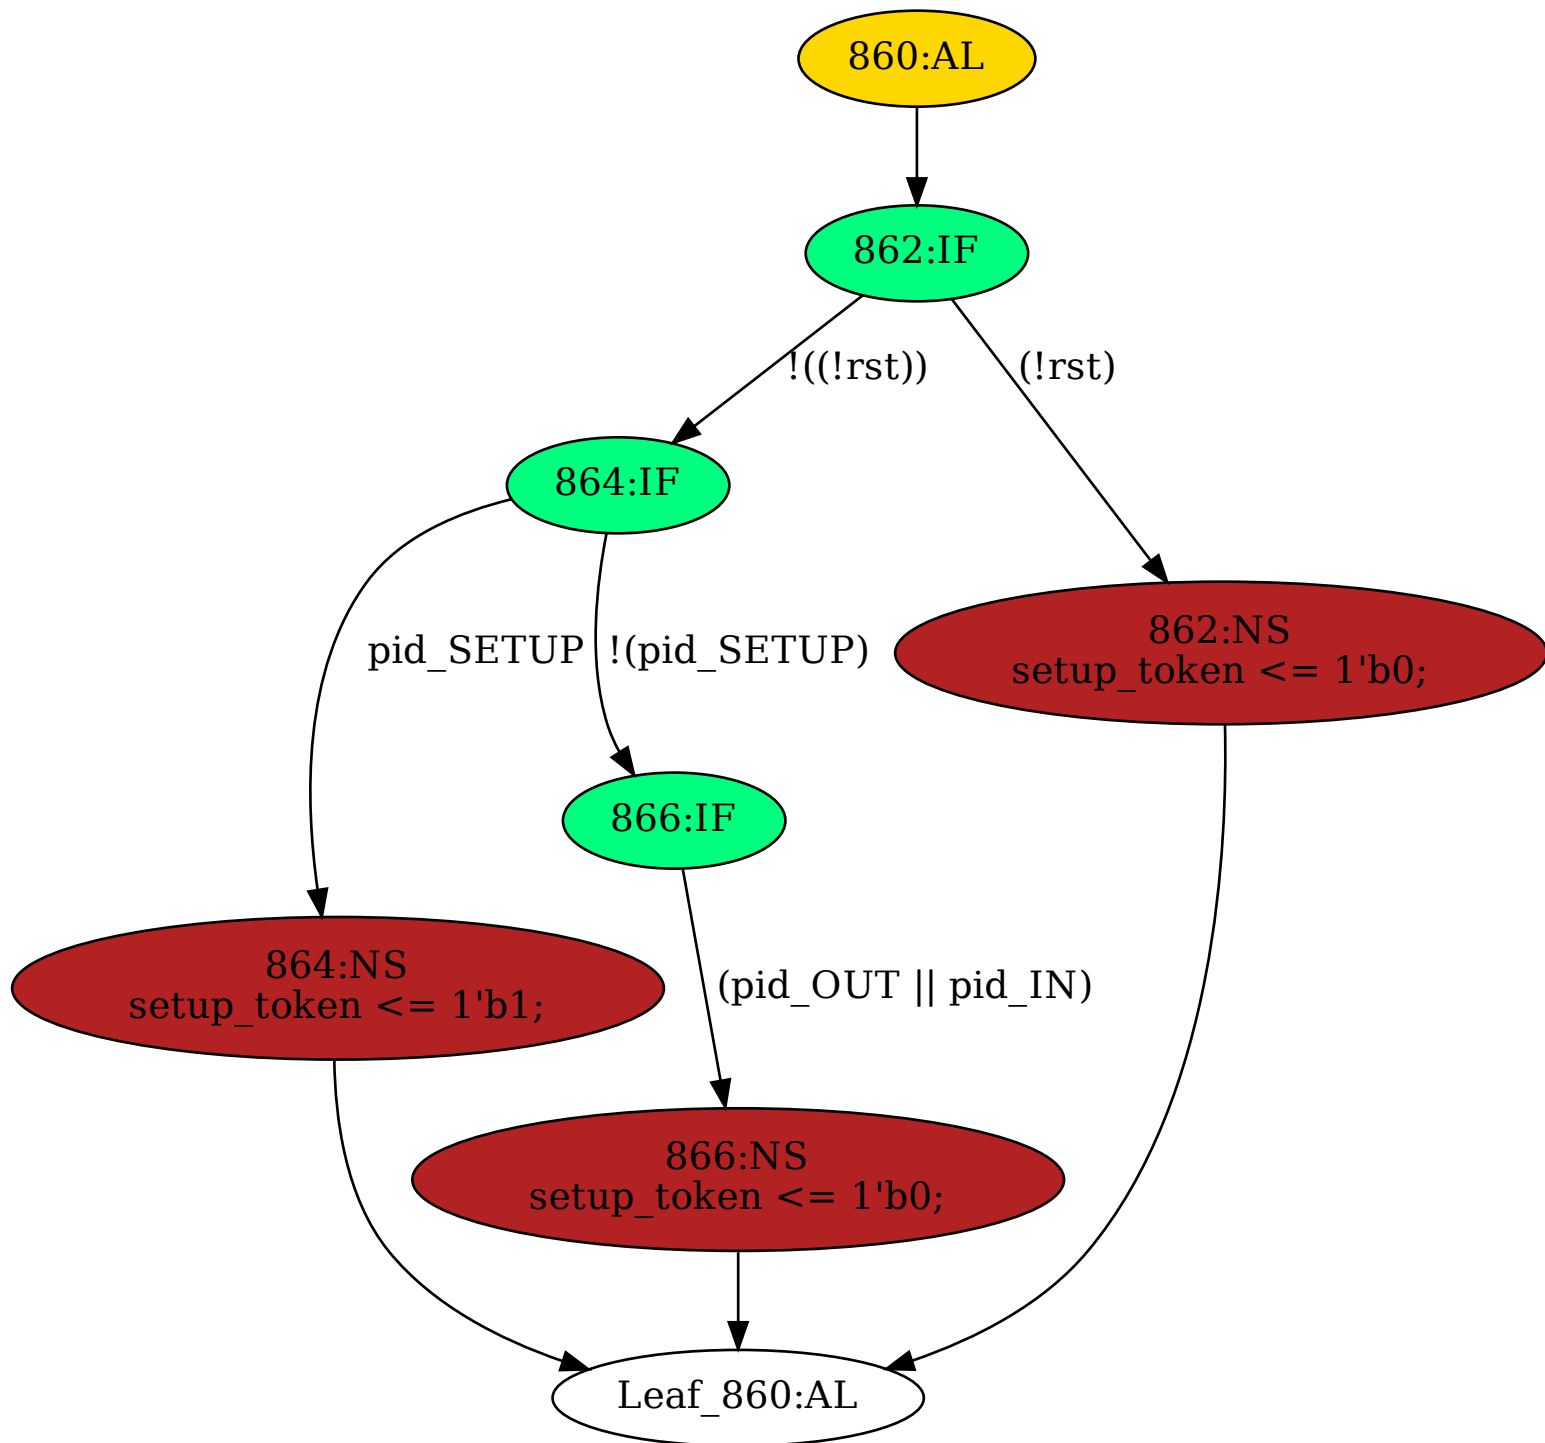 860:AL
862:IF
!((!rst))
(!rst)
864:IF
862:NS
setup_token <= 1'b0;
pid_SETUP
!(pid_SETUP)
866:IF
864:NS
setup_token <= 1'b1;
(pid_OUT || pid_IN)
866:NS
setup_token <= 1'b0;
Leaf_860:AL